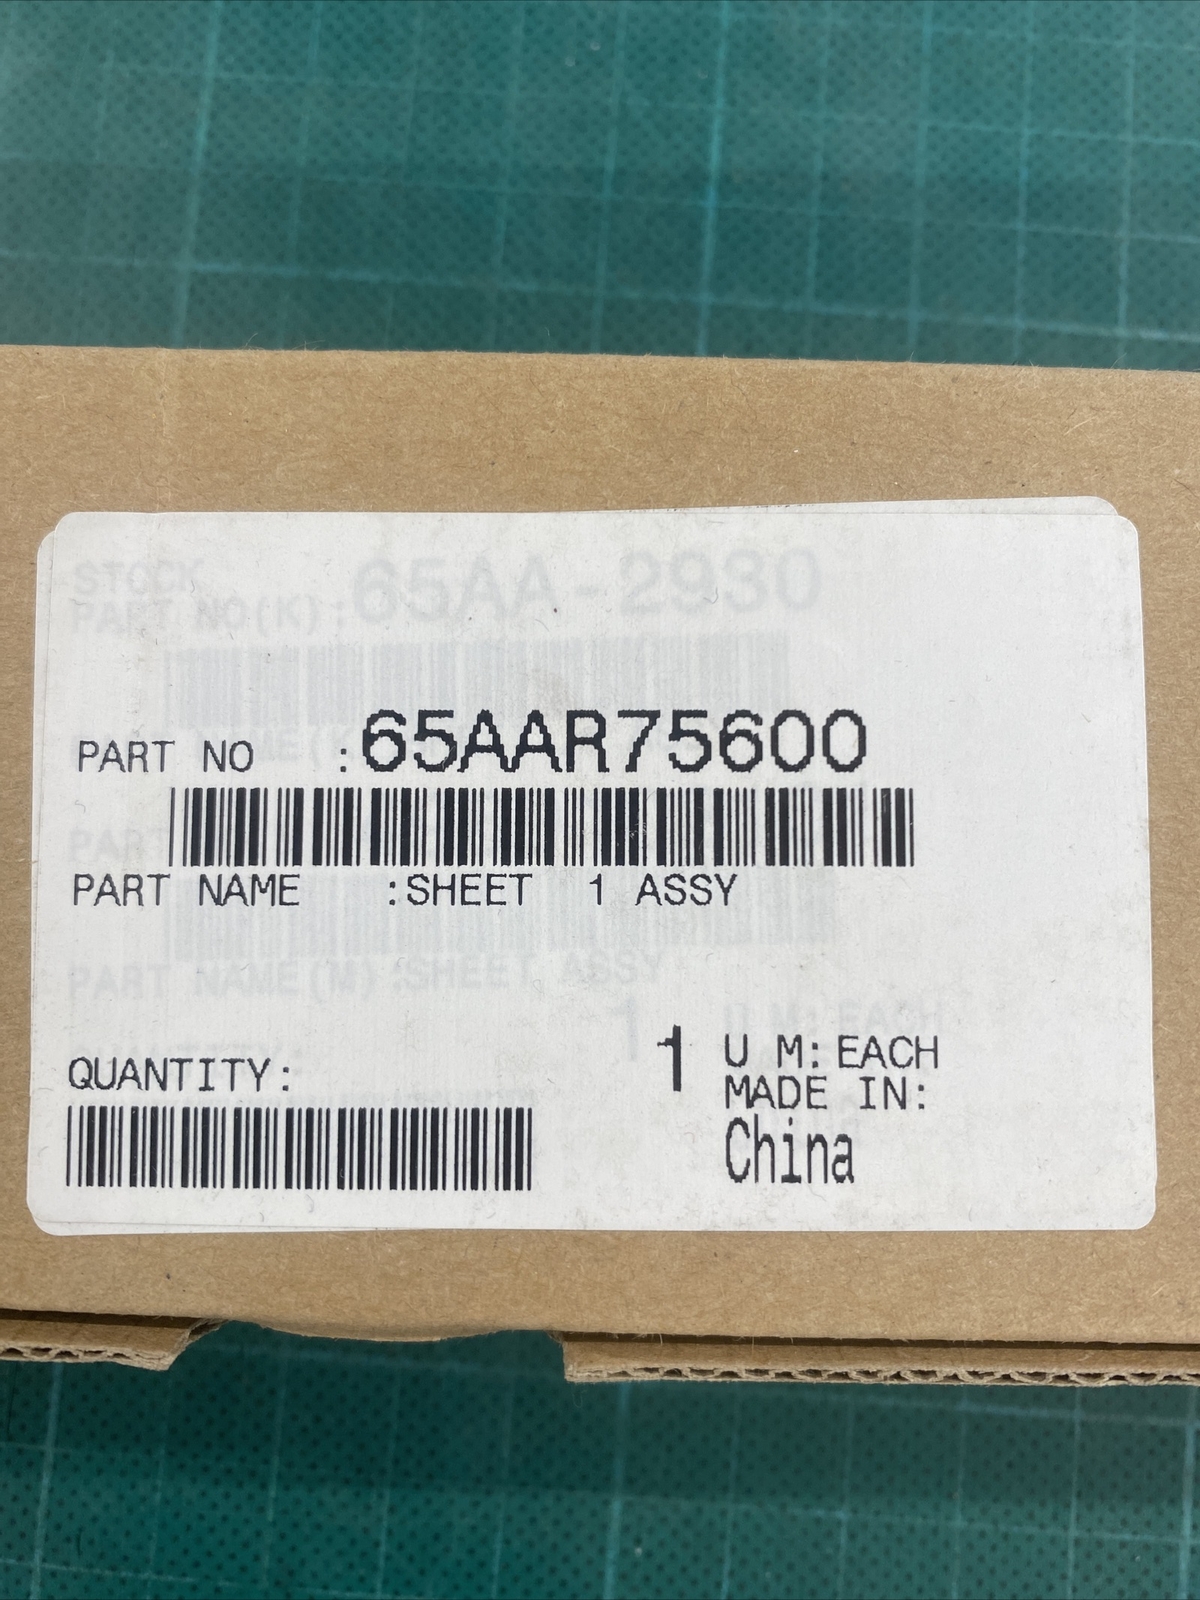 STOCK
PART NO(K):65AA-2930
PART NO :65AAR75600
PART NAME :SHEET 1 ASSY
PART NAME(M):SHEET ASSY
QUANTITY: 1 U M:EACH
MADE IN:
China